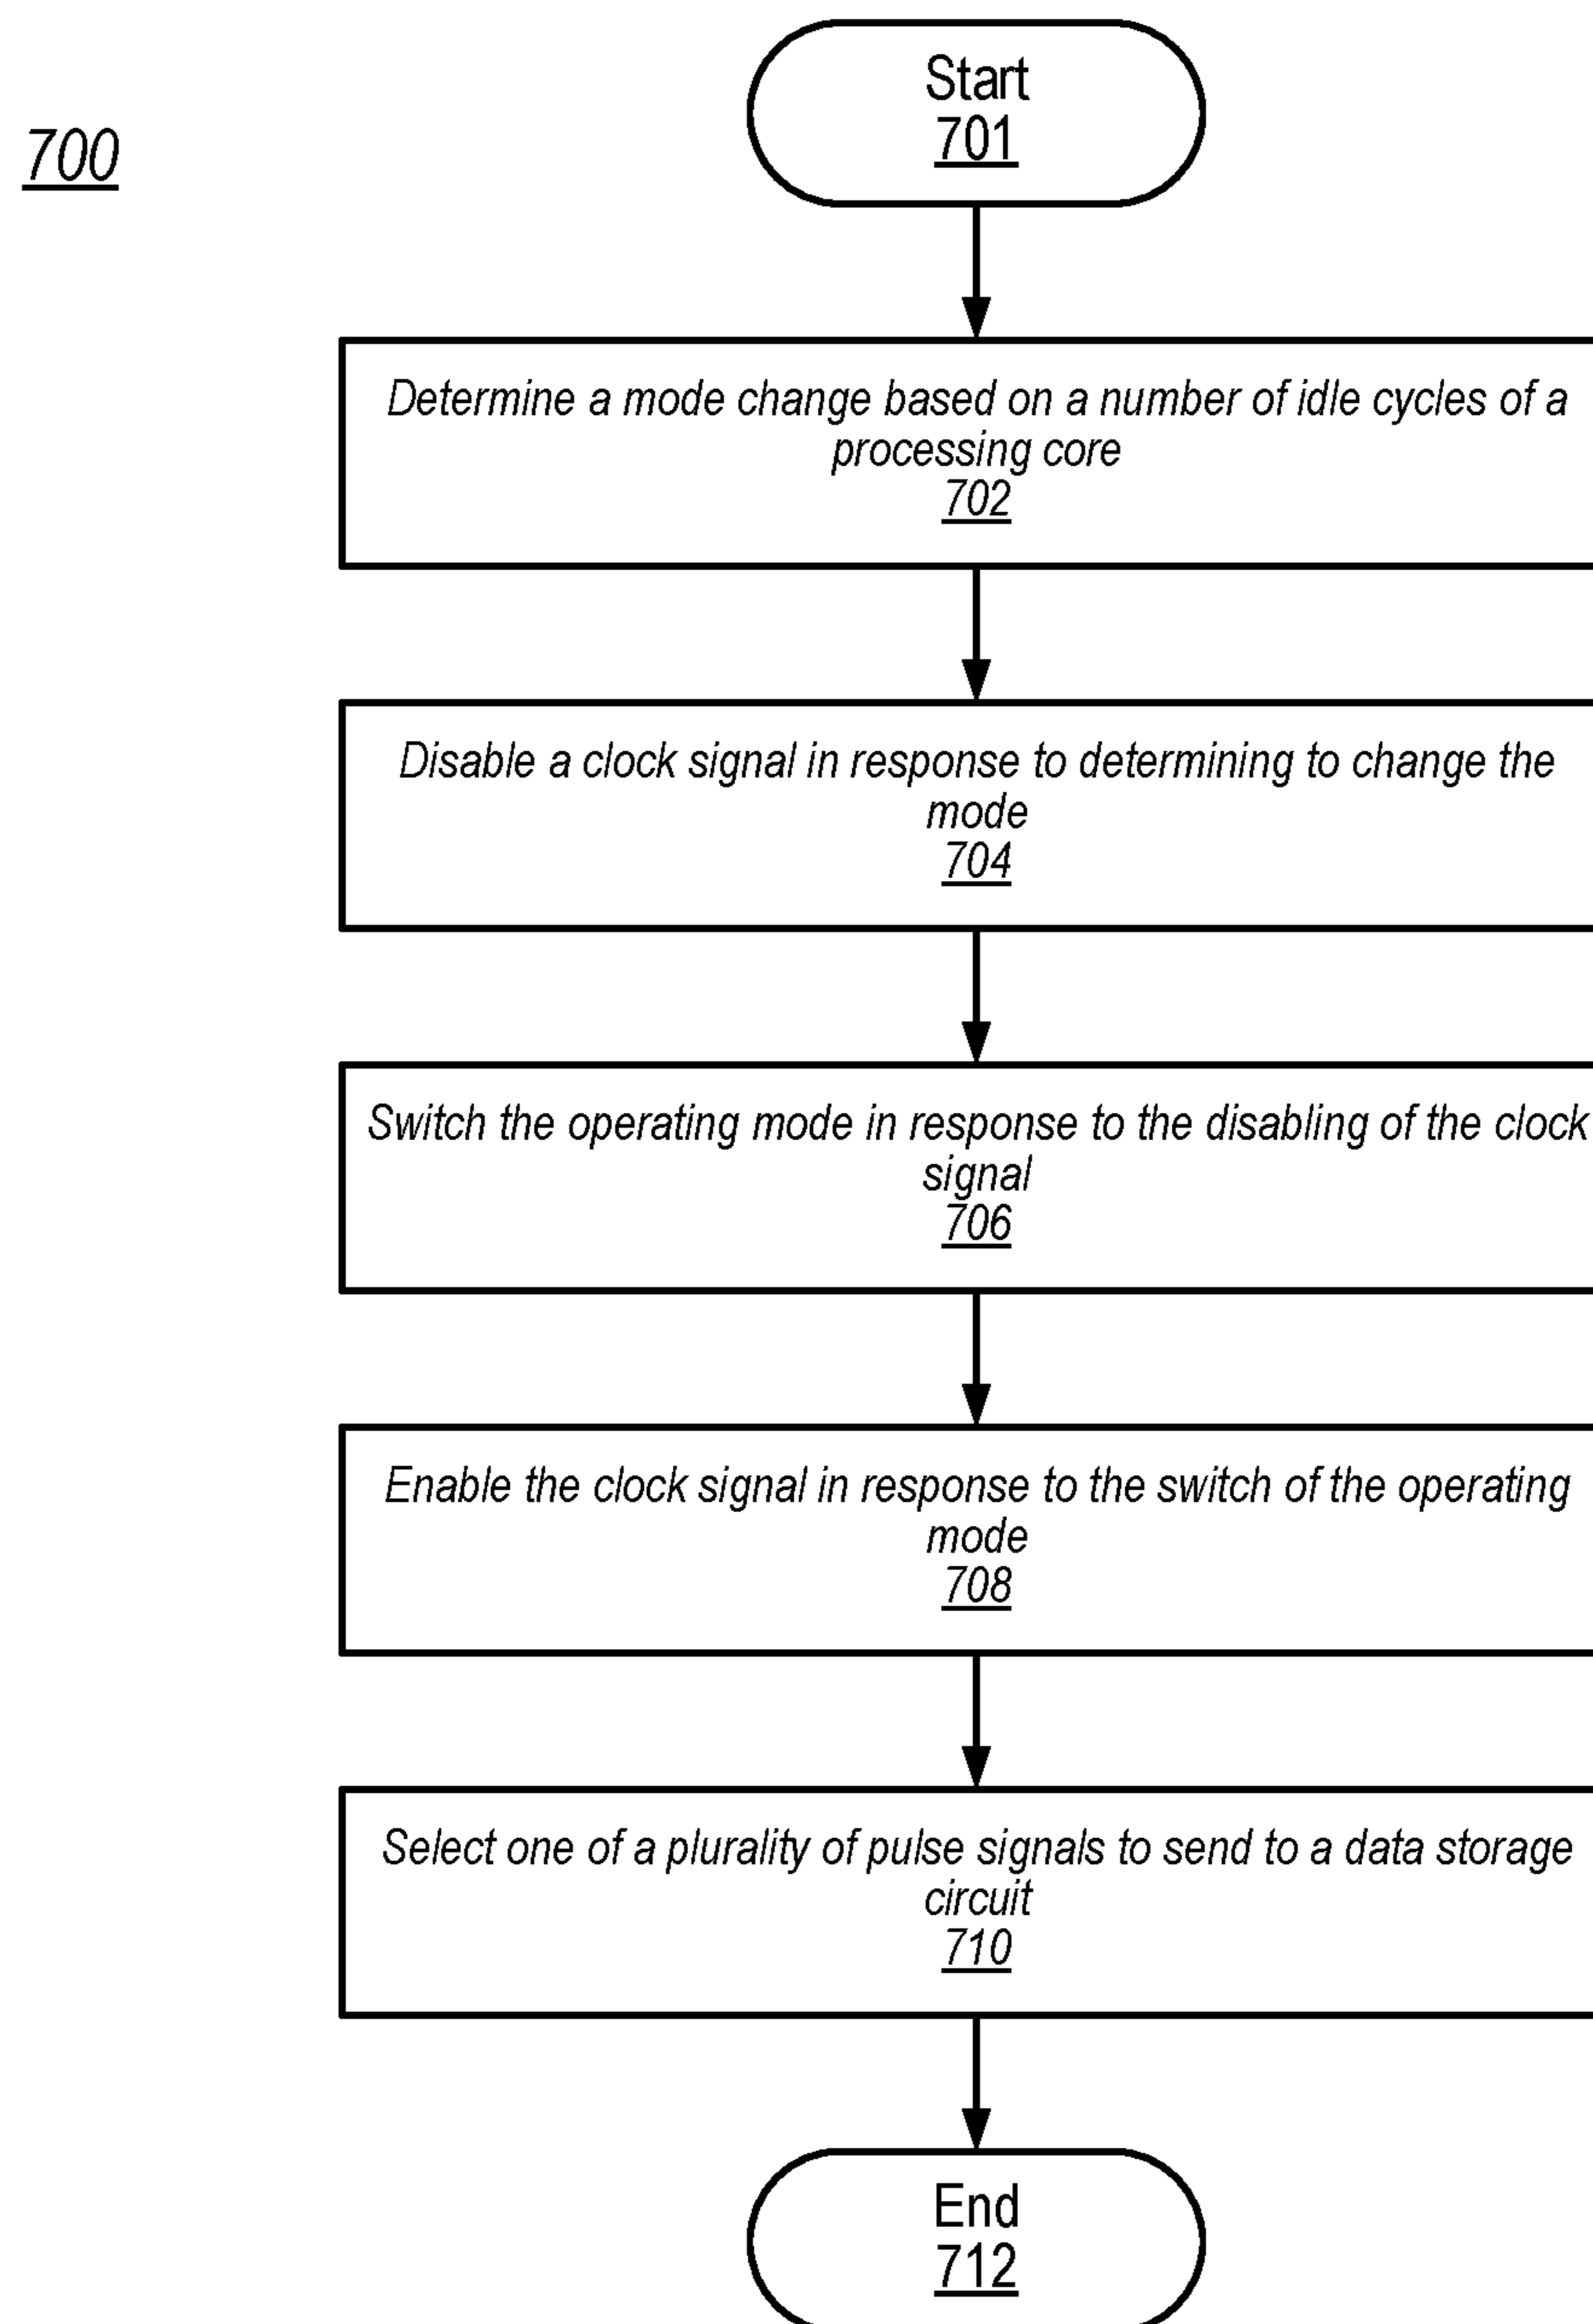 700
Start
701
Determine a mode change based on a number of idle cycles of a
processing core
702
Disable a clock signal in response to determining to change the
mode
704
Switch the operating mode in response to the disabling of the clock
signal
706
Enable the clock signal in response to the switch of the operating
mode
708
Select one of a plurality of pulse signals to send to a data storage
circuit
710
End
712